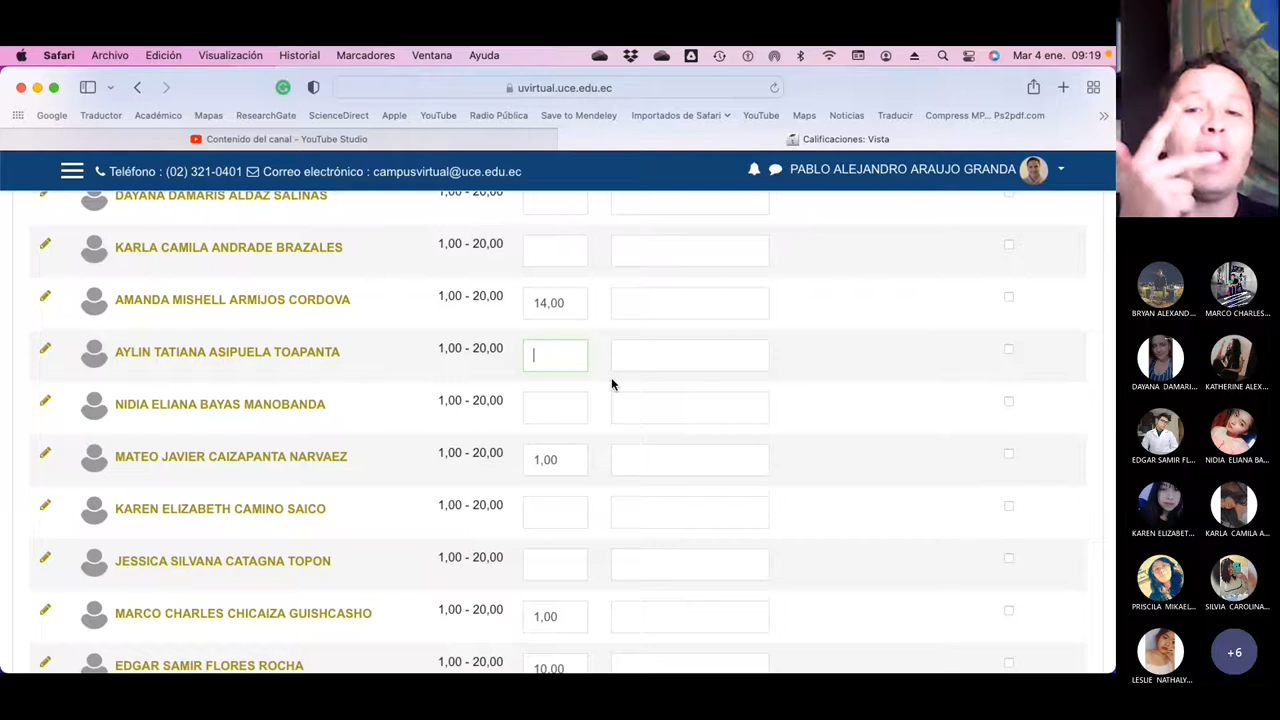 Safari Archivo Edición Visualización Historial Marcadores Ventana Ayuda Mar 4 ene. 09:19
uvirtual.uce.edu.ec
Google Traductor Académico Mapas ResearchGate ScienceDirect Apple YouTube Radio Pública Save to Mendeley Importados de Safari YouTube Maps Noticias Traducir Compress MP... Ps2pdf.com
Contenido del canal - YouTube Studio Calificaciones: Vista
Teléfono : (02) 321-0401 Correo electrónico : campusvirtual@uce.edu.ec PABLO ALEJANDRO ARAUJO GRANDA
DAYANA DAMARIS ALDAZ SALINAS 1,00 - 20,00
KARLA CAMILA ANDRADE BRAZALES 1,00 - 20,00
AMANDA MISHELL ARMIJOS CORDOVA 1,00 - 20,00 14,00
AYLIN TATIANA ASIPUELA TOAPANTA 1,00 - 20,00
NIDIA ELIANA BAYAS MANOBANDA 1,00 - 20,00
MATEO JAVIER CAIZAPANTA NARVAEZ 1,00 - 20,00 1,00
KAREN ELIZABETH CAMINO SAICO 1,00 - 20,00
JESSICA SILVANA CATAGNA TOPON 1,00 - 20,00
MARCO CHARLES CHICAIZA GUISHCASHO 1,00 - 20,00 1,00
EDGAR SAMIR FLORES ROCHA 1,00 - 20,00 10,00
BRYAN ALEXAND... MARCO CHARLES...
DAYANA DAMARI... KATHERINE ALEX...
EDGAR SAMIR FL... NIDIA ELIANA BA...
KAREN ELIZABET... KARLA CAMILA A...
PRISCILA MIKAEL... SILVIA CAROLINA...
LESLIE NATHALY... +6